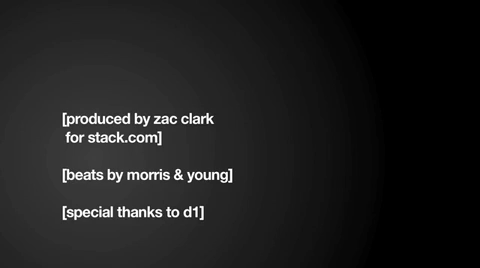 [produced by zac clark
for stack.com]
[beats by morris & young]
[special thanks to d1]